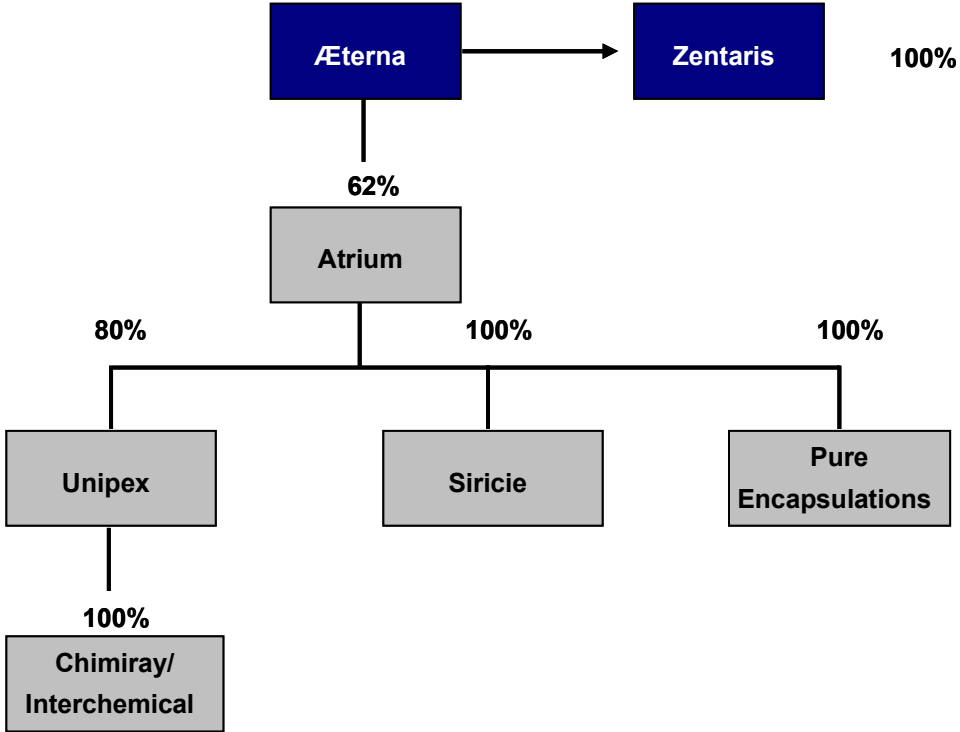 Æterna
Zentaris
100%
62%
Atrium
80%
100%
100%
Unipex
Siricie
Pure
Encapsulations
100%
Chimiray/
Interchemical